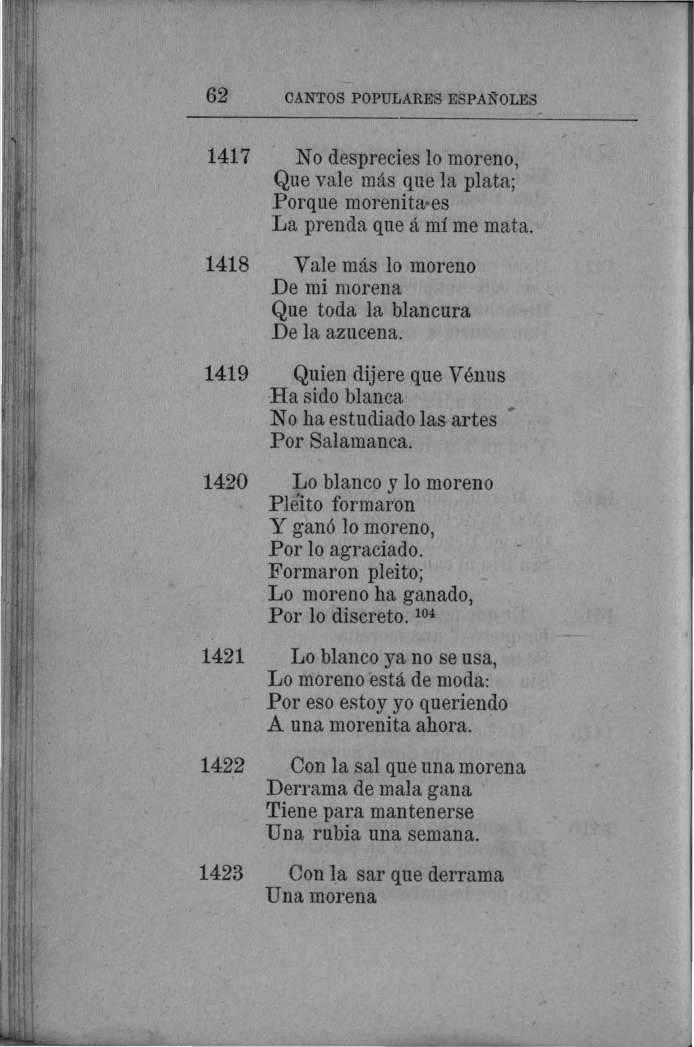 62 CANTOS POPULARES ESPAÑOLES
1417 No desprecies lo moreno,
Que vale más que la plata;
Porque morenita es
La prenda que á mí me mata.
1418 Vale más lo moreno
De mi morena
Que toda la blancura
De la azucena.
1419 Quien dijere que Vénus
Ha sido blanca
No ha estudiado las artes
Por Salamanca.
1420 Lo blanco y lo moreno
Pleito formaron
Y ganó lo moreno,
Por lo agraciado.
Formaron pleito;
Lo moreno ha ganado,
Por lo discreto. 104
1421 Lo blanco ya no se usa,
Lo moreno está de moda:
Por eso estoy yo queriendo
A una morenita ahora.
1422 Con la sal que una morena
Derrama de mala gana
Tiene para mantenerse
Una rubia una semana.
1423 Con la sar que derrama
Una morena